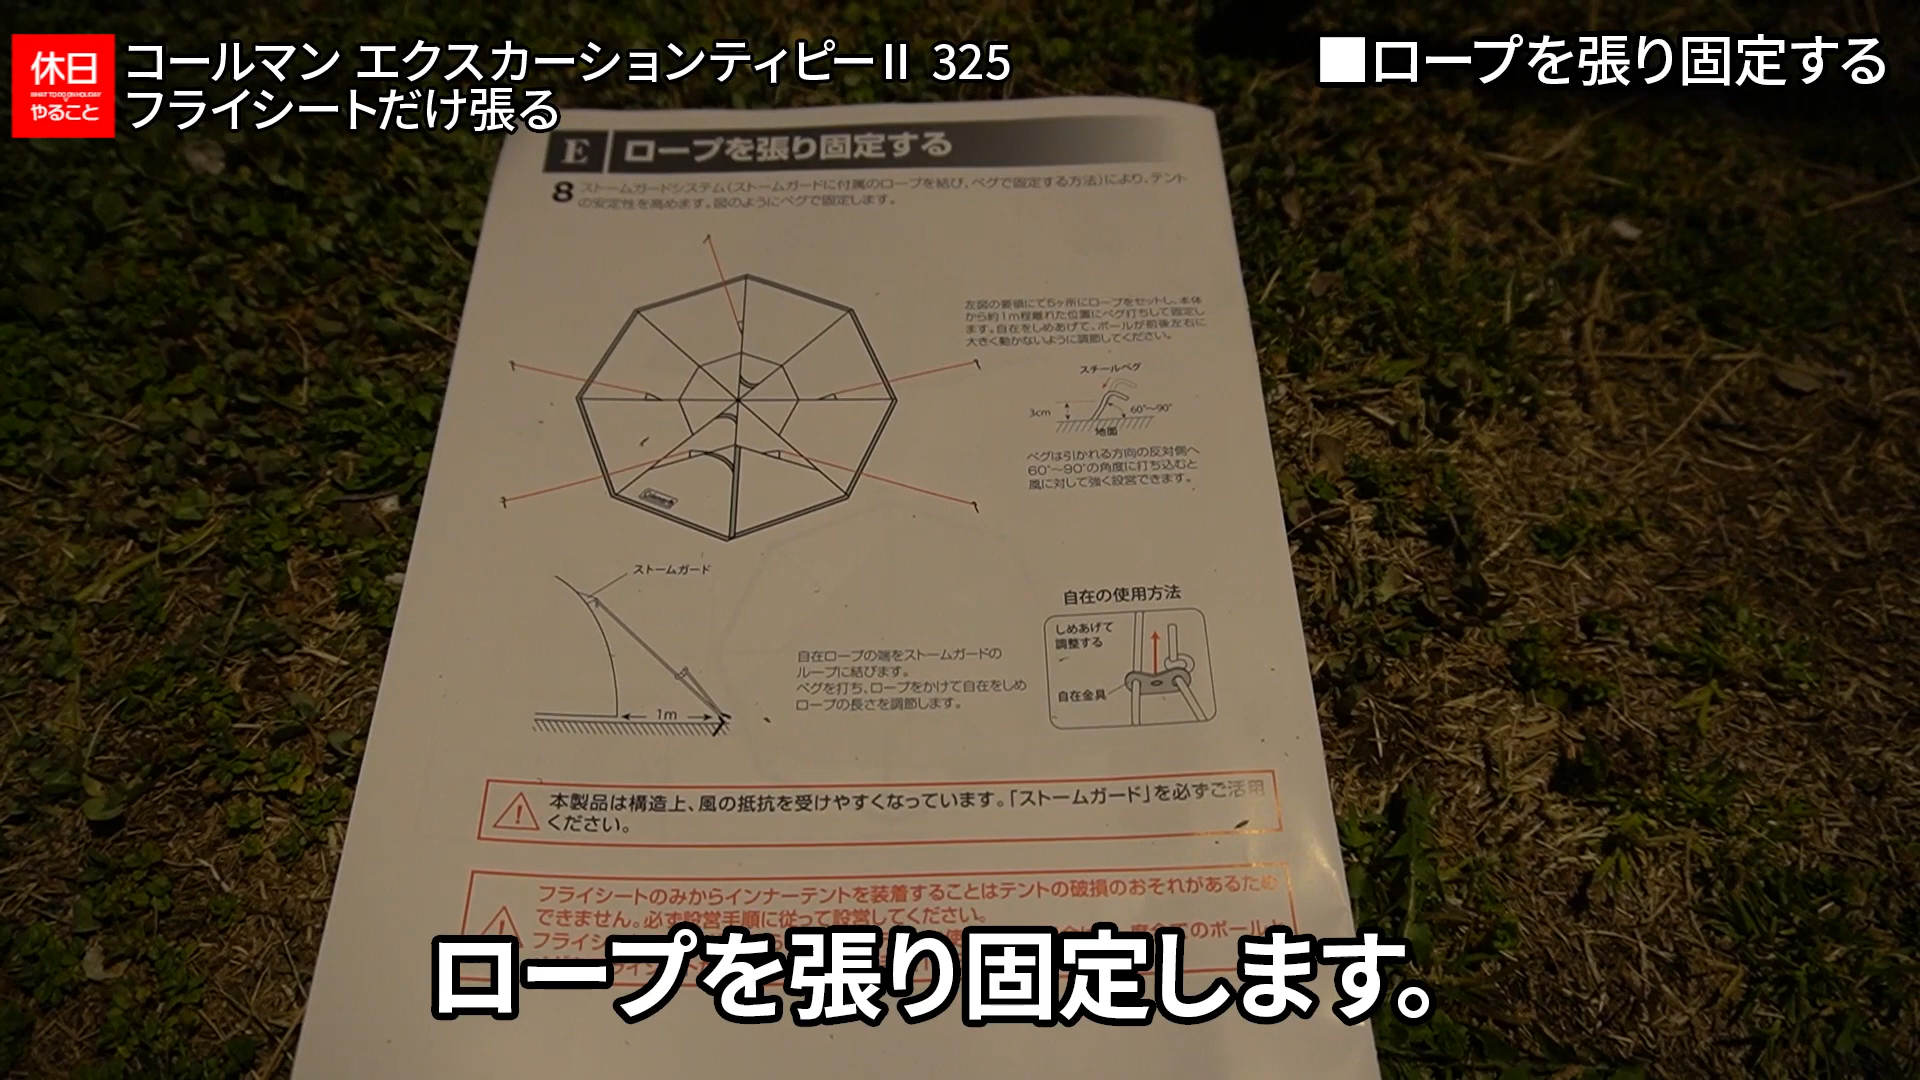 休日
WHAT TO DO ON HOLIDAY
やること
コールマン エクスカーションティピーⅡ 325
フライシートだけ張る
■ロープを張り固定する
E ロープを張り固定する
8 ストームガードシステム(ストームガードに付属のロープを結び、ペグで固定する方法)により、テント
の安定性を高めます。図のようにペグで固定します。
左図の要領にて5ヶ所にロープをセットし、本体
から約1m程離れた位置にペグ打ちして固定し
ます。自在をしめあげて、ポールが前後左右に
大きく動かないように調節してください。
スチールペグ
3cm
60°~90°
地面
ペグは引かれる方向の反対側へ
60°~90°の角度に打ち込むと
風に対して強く設営できます。
Coleman
ストームガード
1m
自在ロープの端をストームガードの
ループに結びます。
ペグを打ち、ロープをかけて自在をしめ
ロープの長さを調節します。
自在の使用方法
しめあげて
調整する
自在金具
本製品は構造上、風の抵抗を受けやすくなっています。「ストームガード」を必ずご活用
ください。
フライシートのみからインナーテントを装着することはテントの破損のおそれがあるため
できません。必ず設営手順に従って設営してください。
フライシ
全てのポールと
ロープを張り固定します。